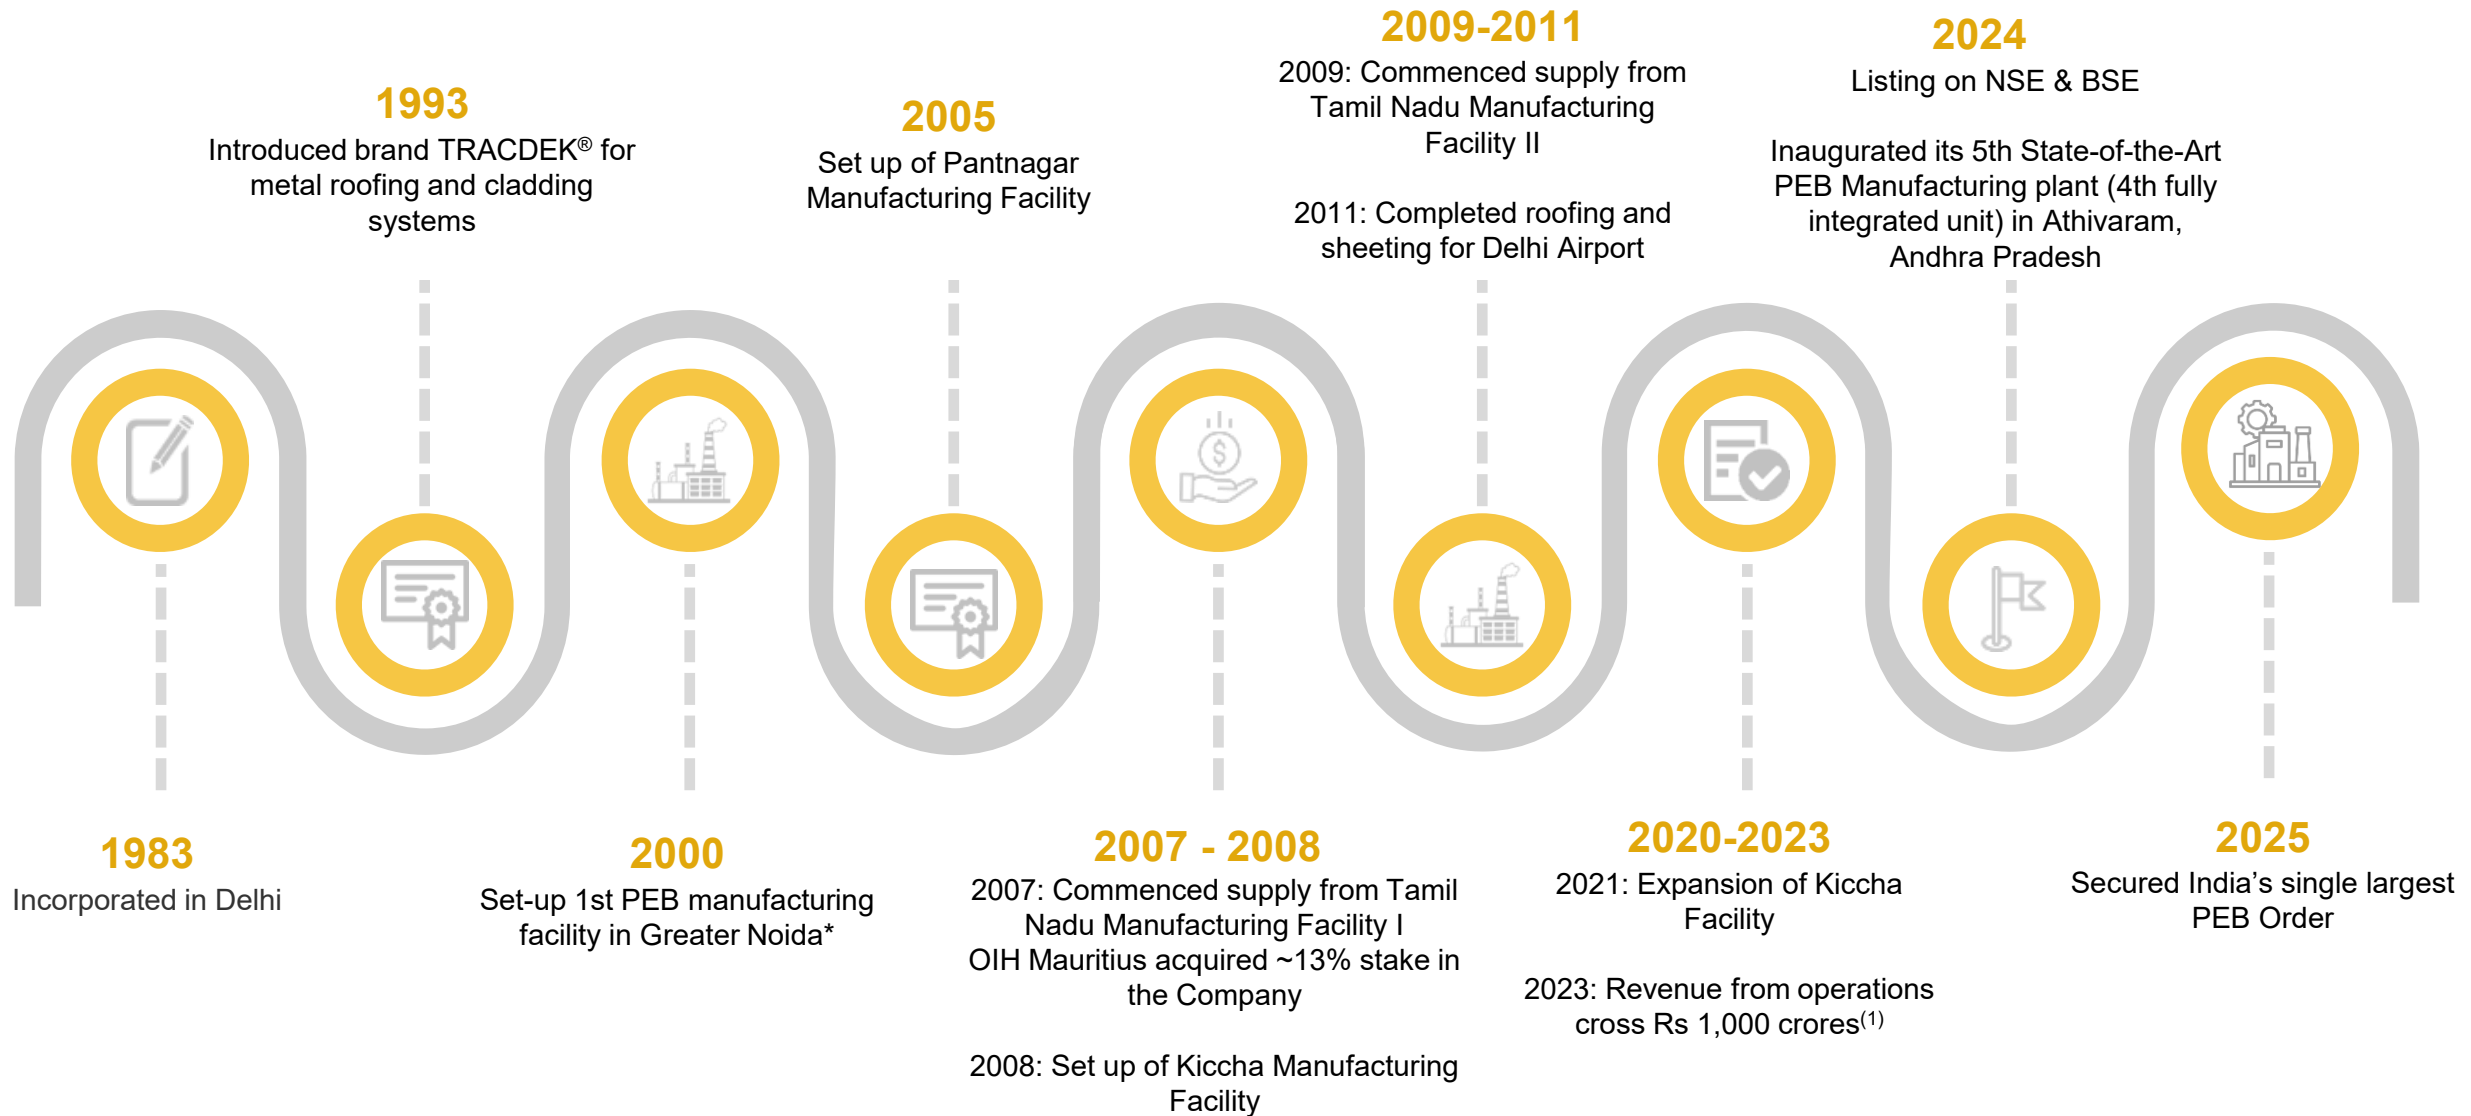 1983
Incorporated in Delhi
1993
Introduced brand TRACDEK® for
metal roofing and cladding
systems
2000
Set-up 1st PEB manufacturing
facility in Greater Noida*
2005
Set up of Pantnagar
Manufacturing Facility
2007 - 2008
2007: Commenced supply from Tamil
Nadu Manufacturing Facility I
OIH Mauritius acquired ~13% stake in
the Company
2008: Set up of Kiccha Manufacturing
Facility
2009-2011
2009: Commenced supply from
Tamil Nadu Manufacturing
Facility II
2011: Completed roofing and
sheeting for Delhi Airport
2020-2023
2021: Expansion of Kiccha
Facility
2023: Revenue from operations
cross Rs 1,000 crores(1)
2024
Listing on NSE & BSE
Inaugurated its 5th State-of-the-Art
PEB Manufacturing plant (4th fully
integrated unit) in Athivaram,
Andhra Pradesh
2025
Secured India’s single largest
PEB Order
$